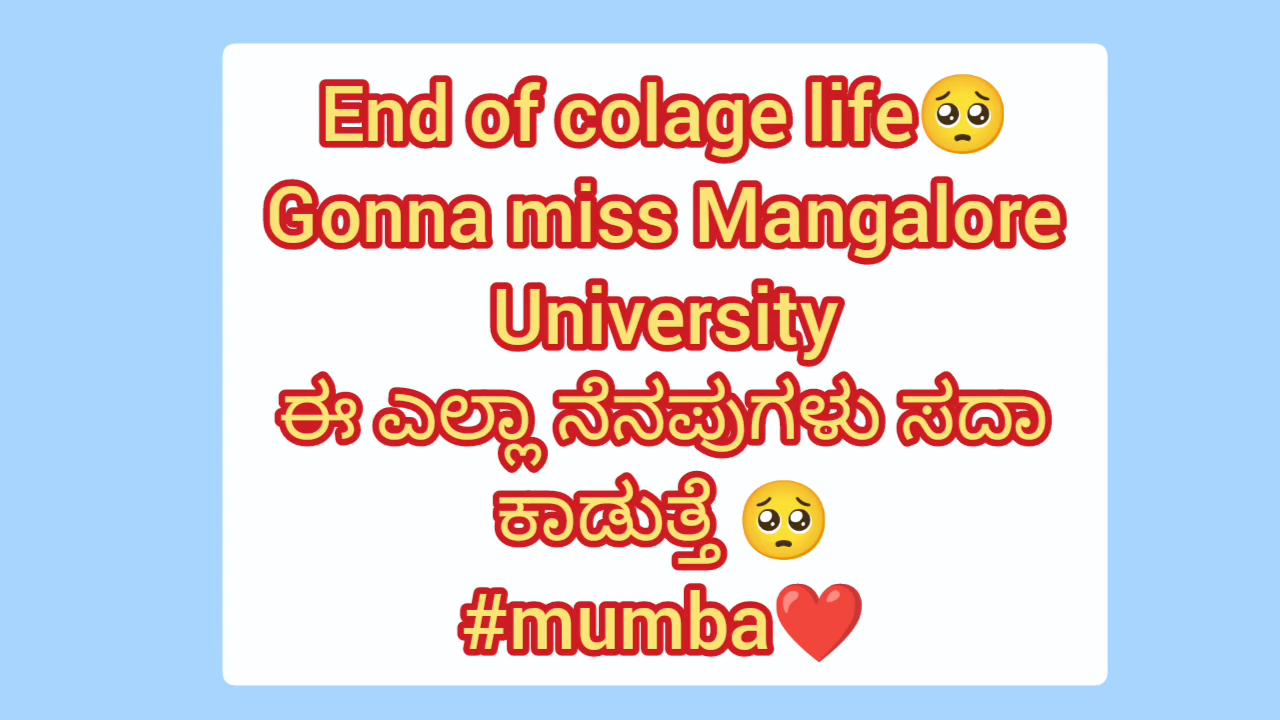 End of colage life🥺
Gonna miss Mangalore
University
ಈ ಎಲ್ಲಾ ನೆನಪುಗಳು ಸದಾ
ಕಾಡುತ್ತೆ 🥺
#mumba❤️